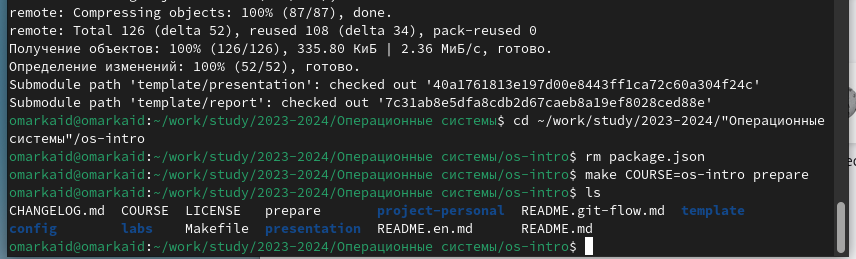 remote: Compressing objects: 100% (87/87), done.
remote: Total 126 (delta 52), reused 108 (delta 34), pack-reused 0
Получение объектов: 100% (126/126), 335.80 КиБ | 2.36 МиБ/с, готово.
Определение изменений: 100% (52/52), готово.
Submodule path 'template/presentation': checked out '40a1761813e197d00e8443ff1ca72c60a304f24c'
Submodule path 'template/report': checked out '7c31ab8e5dfa8cdb2d67caeb8a19ef8028ced88e'
omarkaid@omarkaid:~/work/study/2023-2024/Операционные системы$ cd ~/work/study/2023-2024/"Операционные
системы"/os-intro
omarkaid@omarkaid:~/work/study/2023-2024/Операционные системы/os-intro$ rm package.json
omarkaid@omarkaid:~/work/study/2023-2024/Операционные системы/os-intro$ make COURSE=os-intro prepare
omarkaid@omarkaid:~/work/study/2023-2024/Операционные системы/os-intro$ ls
CHANGELOG.md COURSE LICENSE prepare project-personal README.git-flow.md template
config labs Makefile presentation README.en.md README.md
omarkaid@omarkaid:~/work/study/2023-2024/Операционные системы/os-intro$